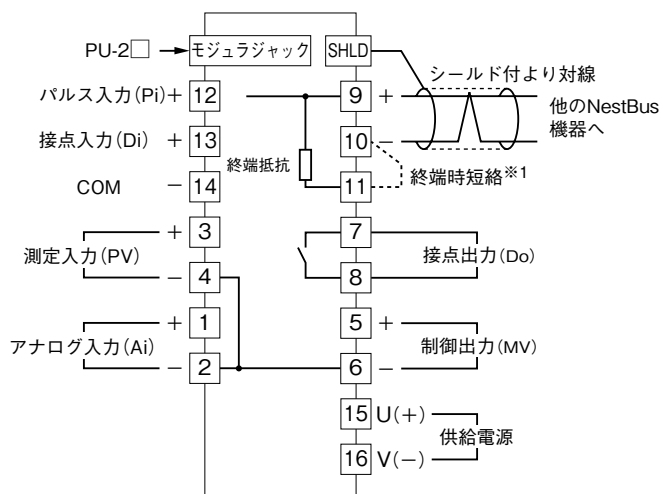 PU-2□ モジュラジャック SHLD
シールド付より対線
パルス入力(Pi) + 12 9 +
他のNestBus
機器へ
接点入力(Di) + 13 10 −
終端抵抗
終端時短絡※1
COM − 14 11
+ 3 7
測定入力(PV) 接点出力(Do)
− 4 8
+ 1 5 +
アナログ入力(Ai) 制御出力(MV)
− 2 6 −
15 U(+)
供給電源
16 V(−)